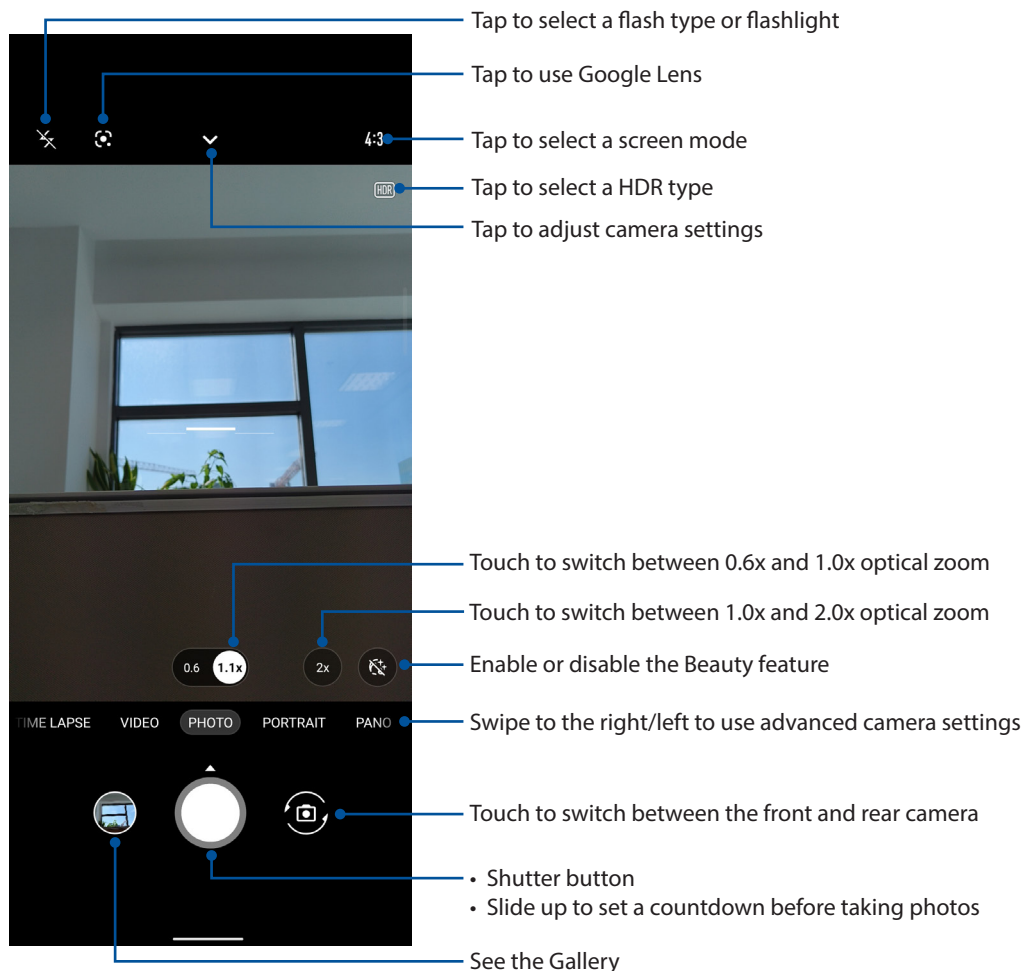 Tap to select a flash type or flashlight
Tap to use Google Lens
4:3
Tap to select a screen mode
HDR
Tap to select a HDR type
Tap to adjust camera settings
Touch to switch between 0.6x and 1.0x optical zoom
Touch to switch between 1.0x and 2.0x optical zoom
0.6 1.1x 2x
Enable or disable the Beauty feature
TIME LAPSE VIDEO PHOTO PORTRAIT PANO
Swipe to the right/left to use advanced camera settings
Touch to switch between the front and rear camera
• Shutter button
• Slide up to set a countdown before taking photos
See the Gallery